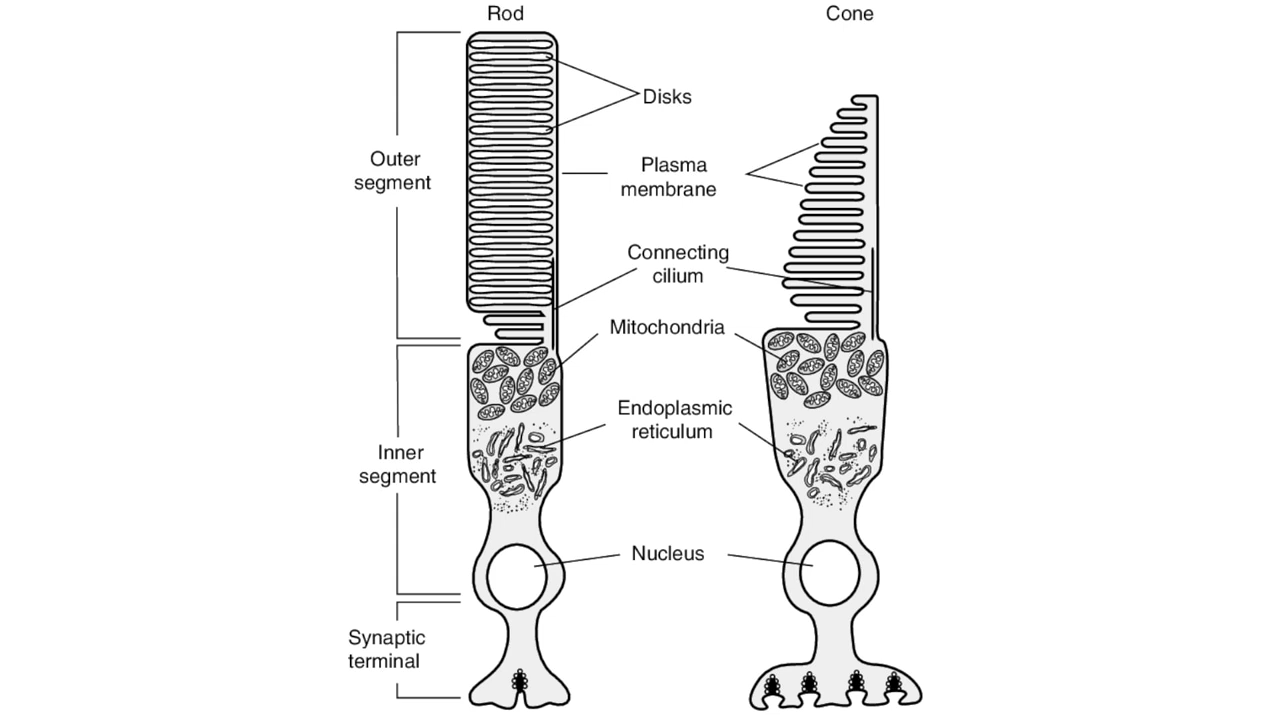 Rod
Cone
Disks
Outer
segment
Plasma
membrane
Connecting
cilium
Mitochondria
Endoplasmic
reticulum
Inner
segment
Nucleus
Synaptic
terminal